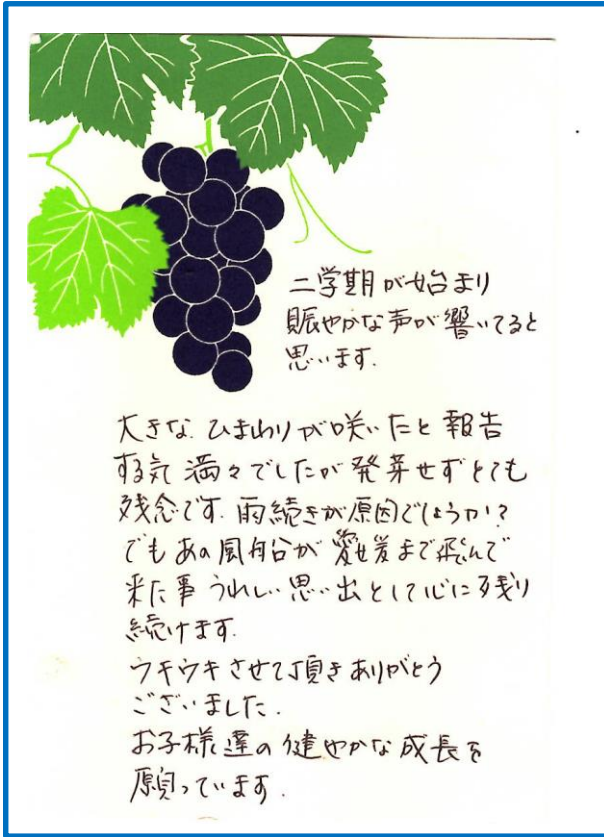 二学期が始まり
賑やかな声が響いてると
思います.
大きな ひまわりが咲いたと 報告
する気 満々でしたが 発芽せずとても
残念です. 雨続きが原因でしょうか?
でも あの風船が 愛媛まで飛んで
来た事 うれしい思い出として心に残り
続けます.
ウキウキさせて頂き ありがとう
ございました.
お子様達の健やかな成長を
願っています.